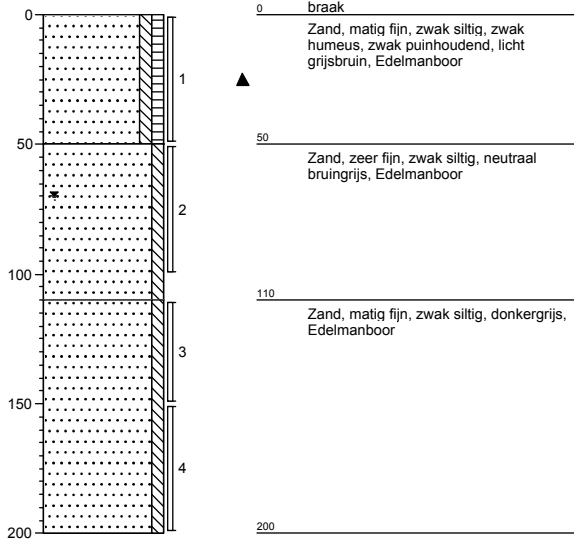 0
50
100
150
200
1
2
3
4
0
braak
Zand, matig fijn, zwak siltig, zwak
humeus, zwak puinhoudend, licht
grijsbruin, Edelmanboor
50
Zand, zeer fijn, zwak siltig, neutraal
bruingrijs, Edelmanboor
110
Zand, matig fijn, zwak siltig, donkergrijs,
Edelmanboor
200